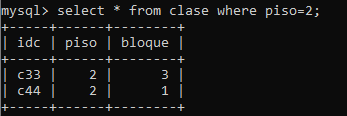 mysql> select * from clase where piso=2;
+-----+------+--------+
| idc | piso | bloque |
+-----+------+--------+
| c33 |    2 |      3 |
| c44 |    2 |      1 |
+-----+------+--------+